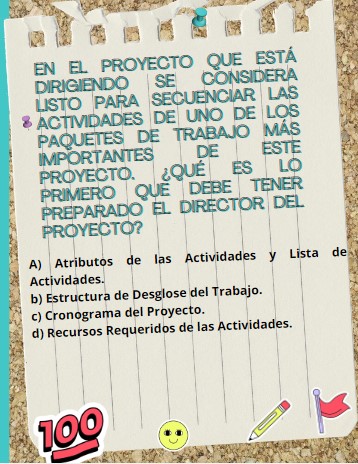 EN EL PROYECTO QUE ESTÁ
DIRIGIENDO SE CONSIDERA
LISTO PARA SECUENCIAR LAS
ACTIVIDADES DE UNO DE LOS
PAQUETES DE TRABAJO MÁS
IMPORTANTES DE ESTE
PROYECTO. ¿QUÉ ES LO
PRIMERO QUE DEBE TENER
PREPARADO EL DIRECTOR DEL
PROYECTO?
A) Atributos de las Actividades y Lista de
Actividades.
b) Estructura de Desglose del Trabajo.
c) Cronograma del Proyecto.
d) Recursos Requeridos de las Actividades.
100